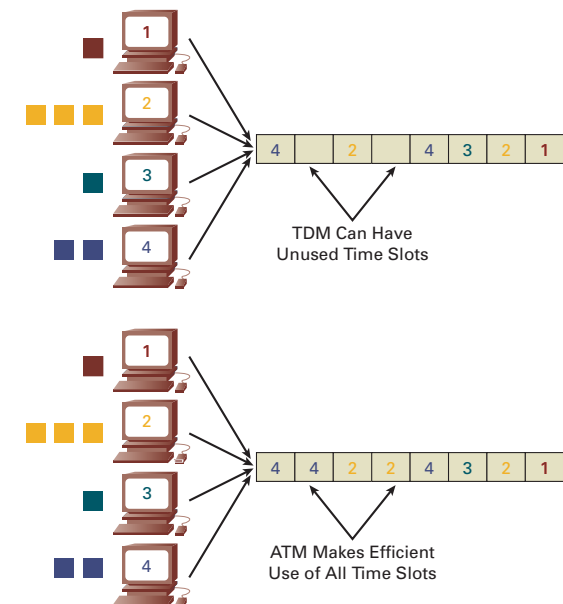 1
2
4 2 4 3 2 1
3
TDM Can Have
Unused Time Slots
4
1
2
4 4 2 2 4 3 2 1
3
ATM Makes Efficient
Use of All Time Slots
4